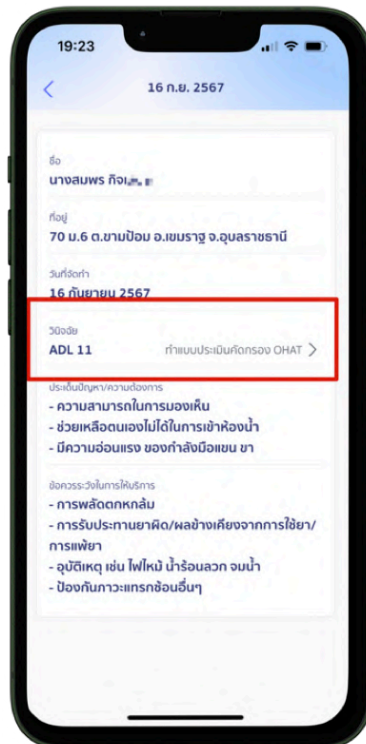 19:23
16 ก.ย. 2567
ชื่อ
นางสมพร
ที่อยู่
70 ม.6 ต.ขามป้อม อ.เขมราฐ จ.อุบลราชธานี
วันที่จัดทำ
16 กันยายน 2567
วินิจฉัย
ADL 11 ทำแบบประเมินคัดกรอง OHAT
ประเด็นปัญหา/ความต้องการ
- ความสามารถในการมองเห็น
- ช่วยเหลือตนเองไม่ได้ในการเข้าห้องน้ำ
- มีความอ่อนแรง ของกำลังมือแขน ขา
ข้อควรระวังในการให้บริการ
- การพลัดตกหกล้ม
- การรับประทานยาผิด/ผลข้างเคียงจากการใช้ยา/
การแพ้ยา
- อุบัติเหตุ เช่น ไฟไหม้ น้ำร้อนลวก จมน้ำ
- ป้องกันภาวะแทรกซ้อนอื่นๆ